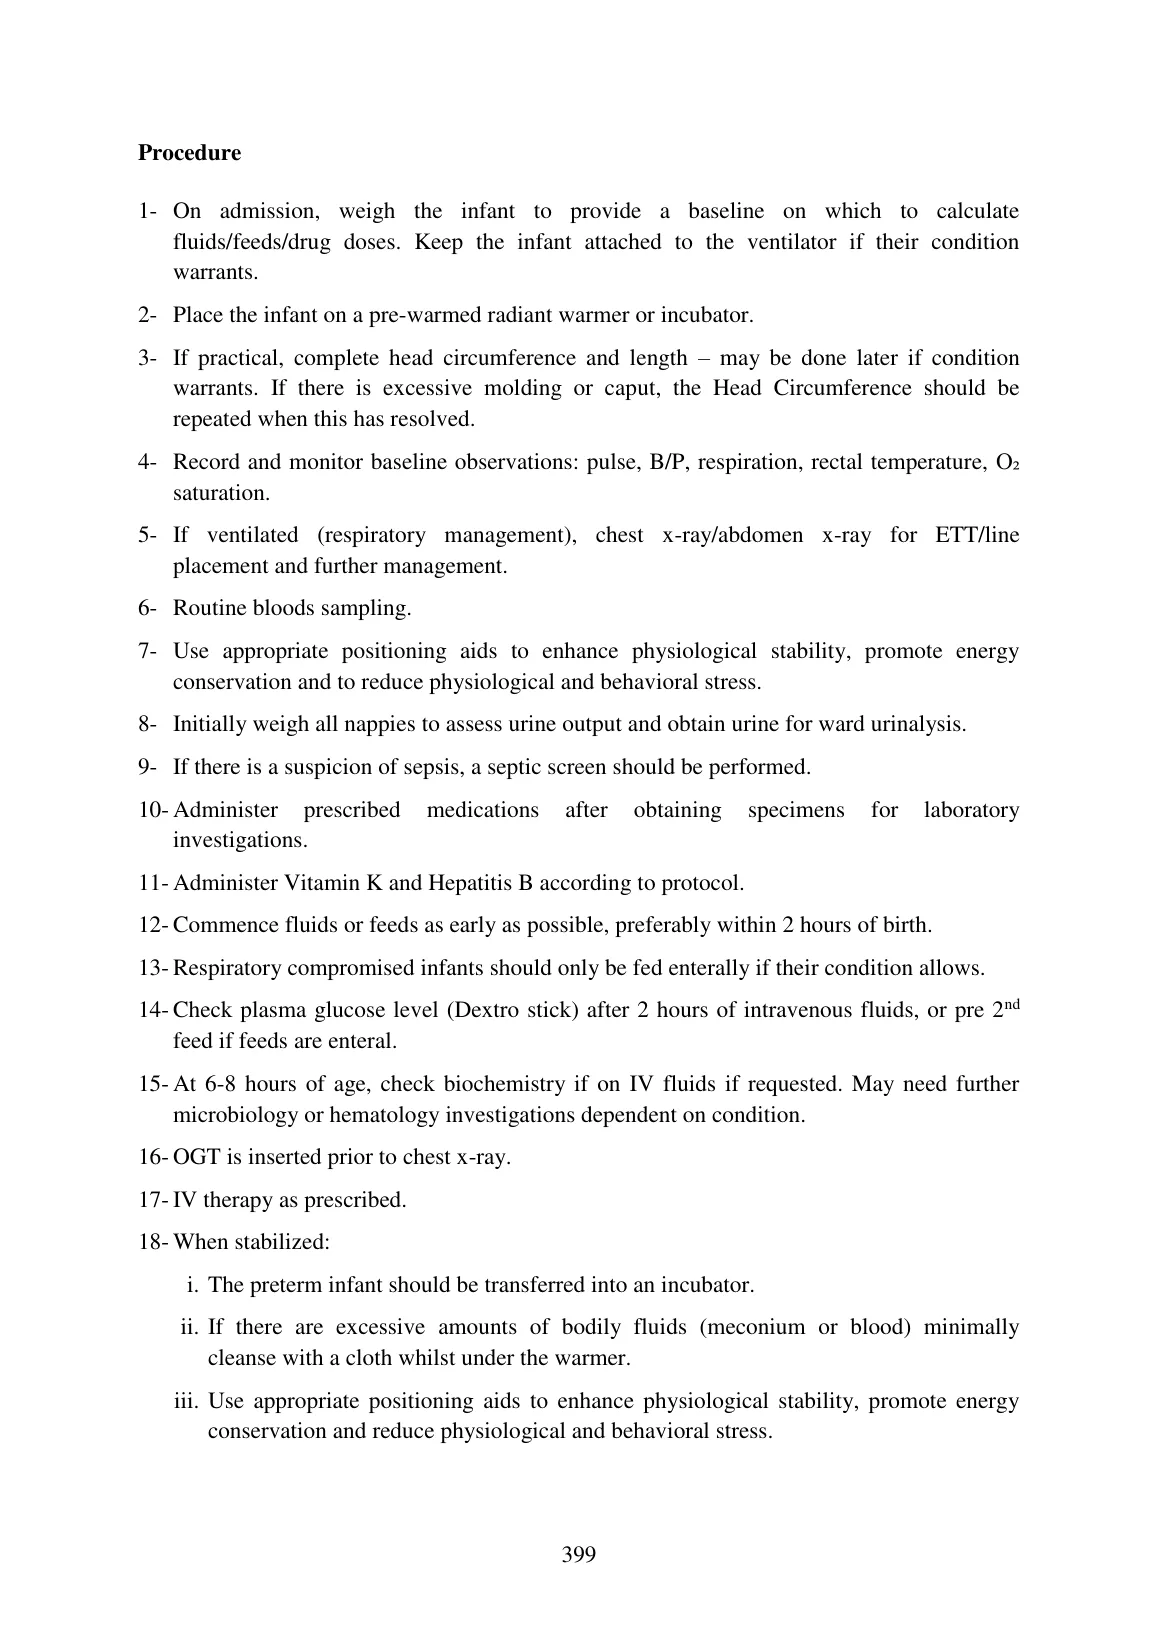 Procedure
1- On admission, weigh the infant to provide a baseline on which to calculate
fluids/feeds/drug doses. Keep the infant attached to the ventilator if their condition
warrants.
2- Place the infant on a pre-warmed radiant warmer or incubator.
3- If practical, complete head circumference and length – may be done later if condition
warrants. If there is excessive molding or caput, the Head Circumference should be
repeated when this has resolved.
4- Record and monitor baseline observations: pulse, B/P, respiration, rectal temperature, O₂
saturation.
5- If ventilated (respiratory management), chest x-ray/abdomen x-ray for ETT/line
placement and further management.
6- Routine bloods sampling.
7- Use appropriate positioning aids to enhance physiological stability, promote energy
conservation and to reduce physiological and behavioral stress.
8- Initially weigh all nappies to assess urine output and obtain urine for ward urinalysis.
9- If there is a suspicion of sepsis, a septic screen should be performed.
10- Administer prescribed medications after obtaining specimens for laboratory
investigations.
11- Administer Vitamin K and Hepatitis B according to protocol.
12- Commence fluids or feeds as early as possible, preferably within 2 hours of birth.
13- Respiratory compromised infants should only be fed enterally if their condition allows.
14- Check plasma glucose level (Dextro stick) after 2 hours of intravenous fluids, or pre 2nd
feed if feeds are enteral.
15- At 6-8 hours of age, check biochemistry if on IV fluids if requested. May need further
microbiology or hematology investigations dependent on condition.
16- OGT is inserted prior to chest x-ray.
17- IV therapy as prescribed.
18- When stabilized:
i. The preterm infant should be transferred into an incubator.
ii. If there are excessive amounts of bodily fluids (meconium or blood) minimally
cleanse with a cloth whilst under the warmer.
iii. Use appropriate positioning aids to enhance physiological stability, promote energy
conservation and reduce physiological and behavioral stress.
399